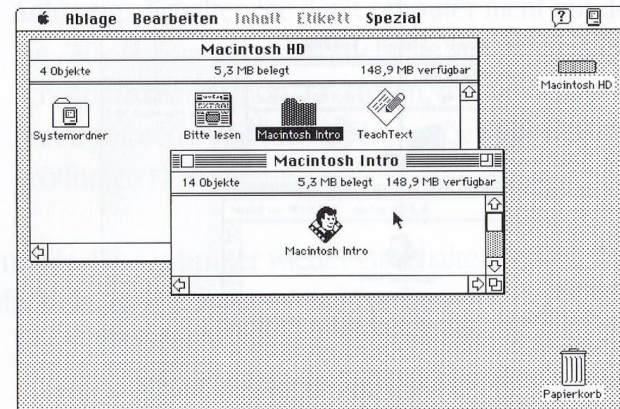 Ablage Bearbeiten Inhalt Etikett Spezial
Macintosh HD
4 Objekte 5,3 MB belegt 148,9 MB verfügbar
Macintosh HD
Systemordner Bitte lesen Macintosh Intro TeachText
Macintosh Intro
14 Objekte 5,3 MB belegt 148,9 MB verfügbar
Macintosh Intro
Papierkorb